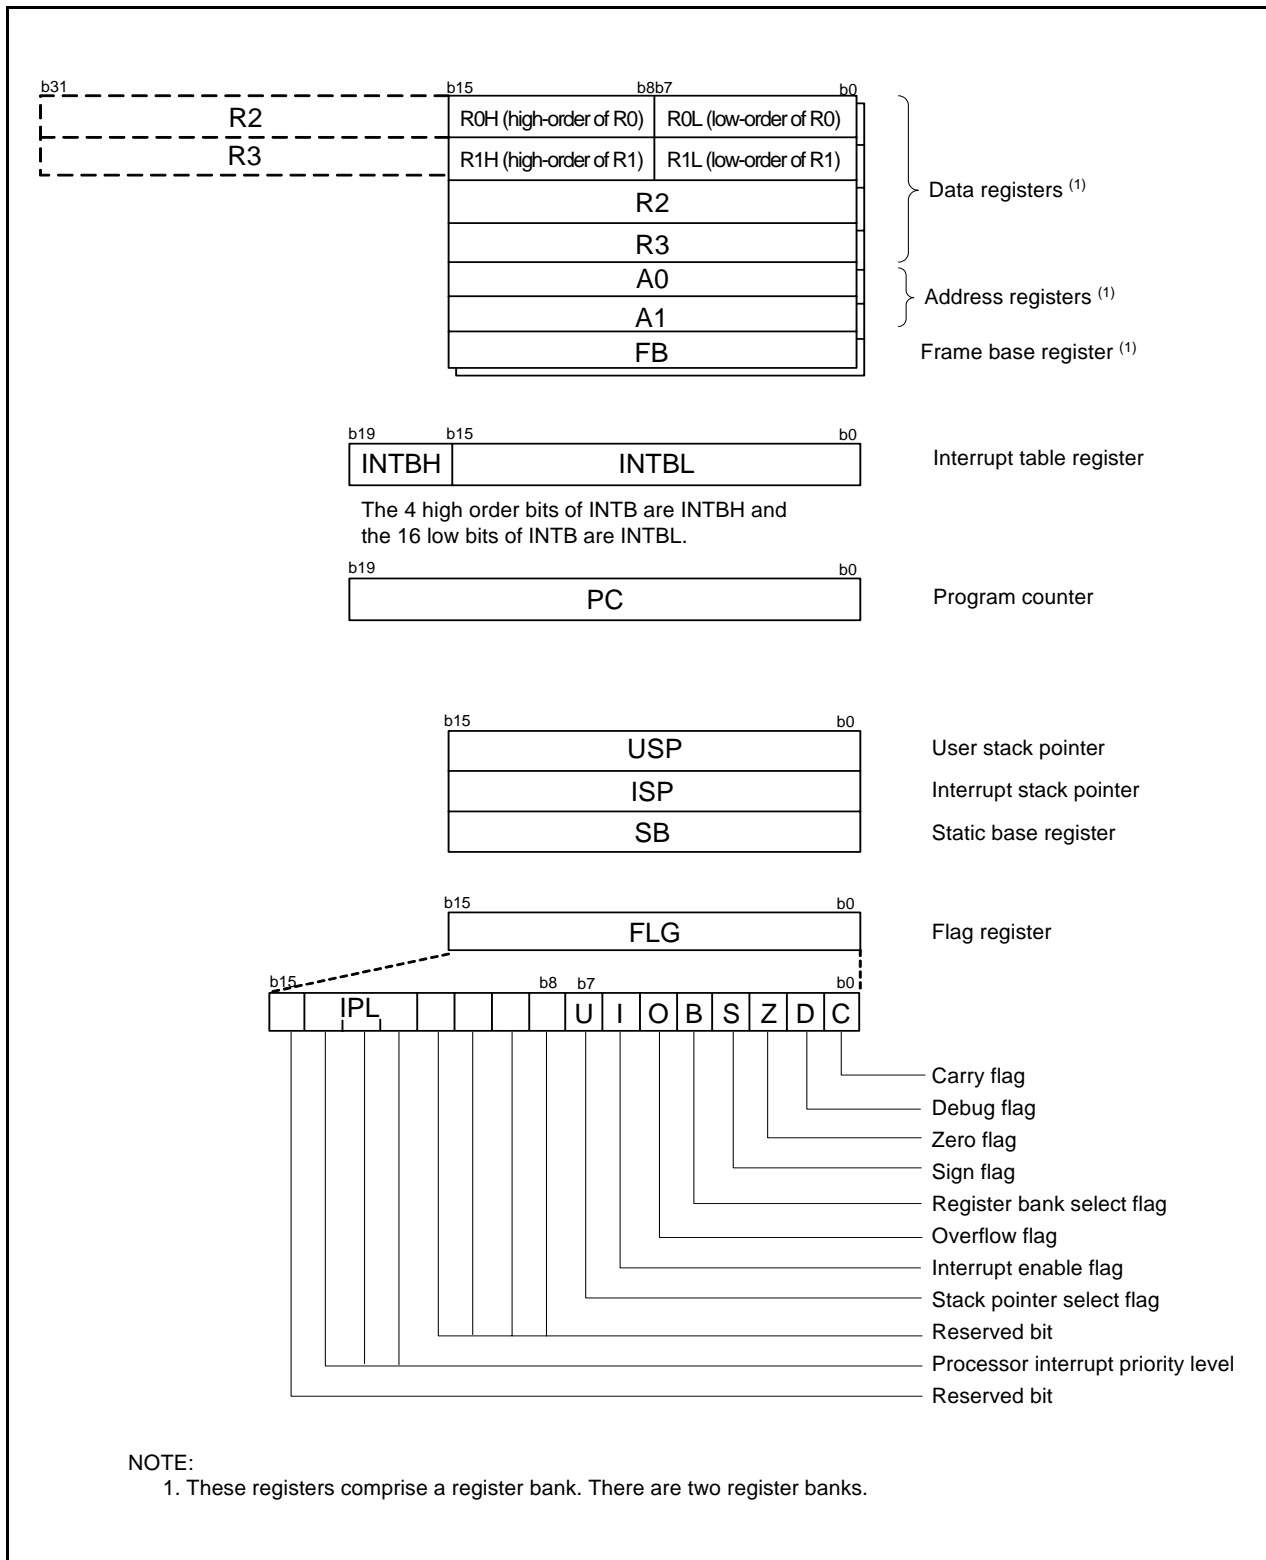 b31 b15 b8b7 b0
R2 R0H (high-order of R0) R0L (low-order of R0)
R3 R1H (high-order of R1) R1L (low-order of R1)
R2
Data registers (1)
R3
A0
Address registers (1)
A1
FB Frame base register (1)
b19 b15 b0
INTBH INTBL Interrupt table register
The 4 high order bits of INTB are INTBH and
the 16 low bits of INTB are INTBL.
b19 b0
PC Program counter
b15 b0
USP User stack pointer
ISP Interrupt stack pointer
SB Static base register
b15 b0
FLG Flag register
b15 b8 b7 b0
IPL U I O B S Z D C
Carry flag
Debug flag
Zero flag
Sign flag
Register bank select flag
Overflow flag
Interrupt enable flag
Stack pointer select flag
Reserved bit
Processor interrupt priority level
Reserved bit
NOTE:
1. These registers comprise a register bank. There are two register banks.